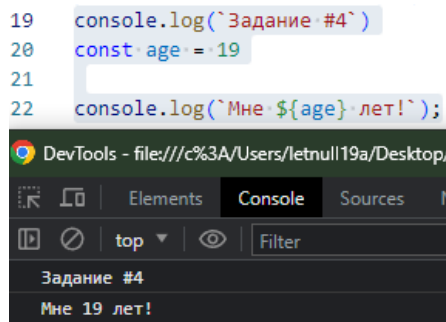 19 console.log(`Задание #4`)
20 const age = 19
21
22 console.log(`Мне ${age} лет!`);
DevTools - file:///c%3A/Users/letnull19a/Desktop/
Elements Console Sources
top Filter
Задание #4
Мне 19 лет!